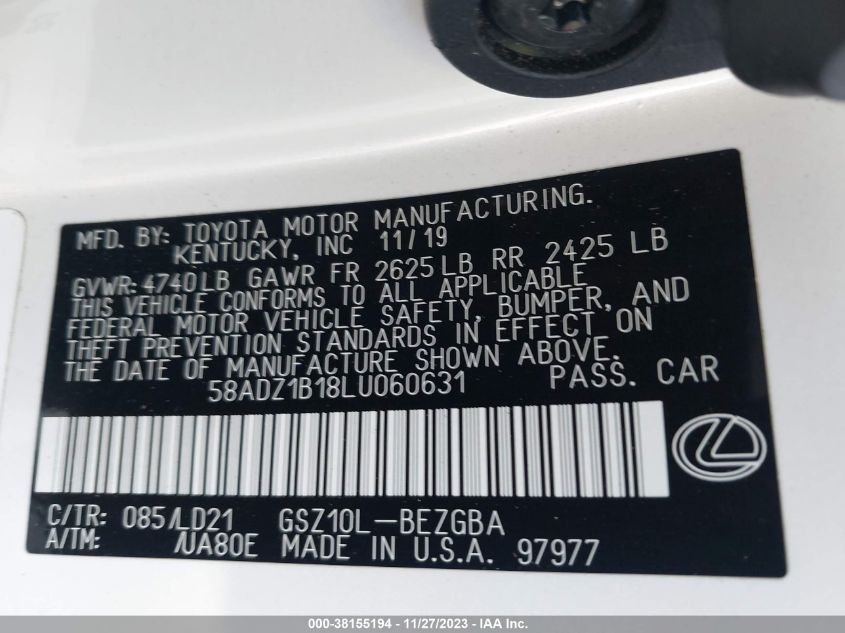 MFD. BY: TOYOTA MOTOR MANUFACTURING.
KENTUCKY, INC 11/19
GVWR: 4740LB GAWR FR 2625LB RR 2425 LB
THIS VEHICLE CONFORMS TO ALL APPLICABLE
FEDERAL MOTOR VEHICLE SAFETY, BUMPER, AND
THEFT PREVENTION STANDARDS IN EFFECT ON
THE DATE OF MANUFACTURE SHOWN ABOVE.
58ADZ1B18LU060631 PASS. CAR
C/TR: 085/LD21 GSZ10L-BEZGBA
A/TM: /UA80E MADE IN U.S.A. 97977
000-38155194 - 11/27/2023 - IAA Inc.